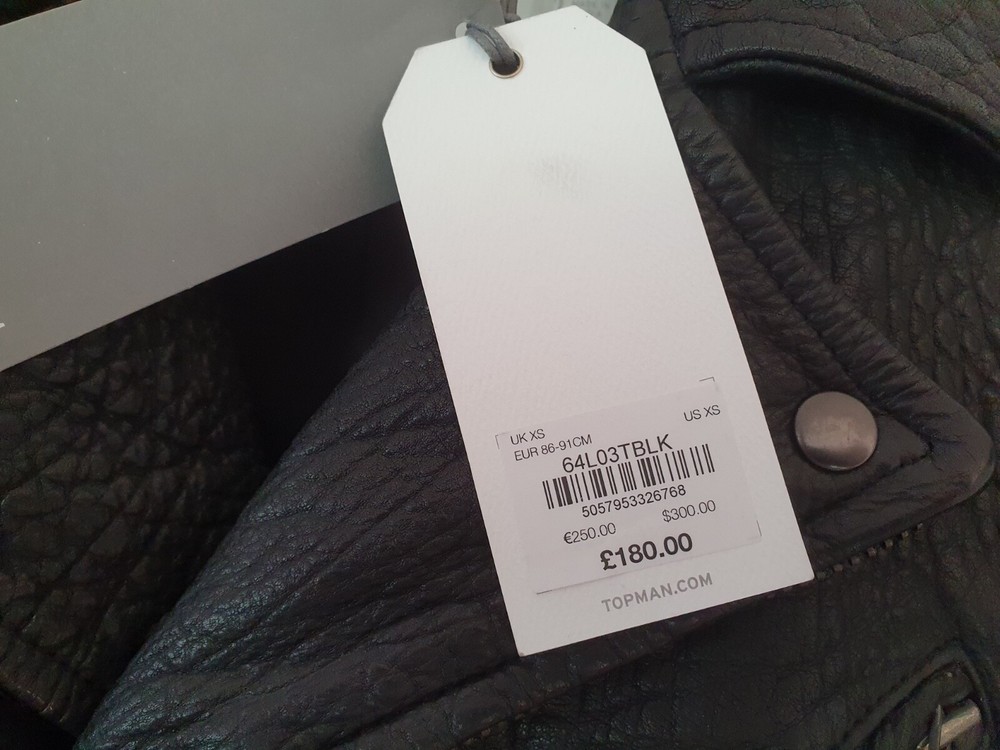 UK XS
US XS
EUR 86-91CM
64L03TBLK
5057953326768
€250.00
$300.00
£180.00
TOPMAN.COM